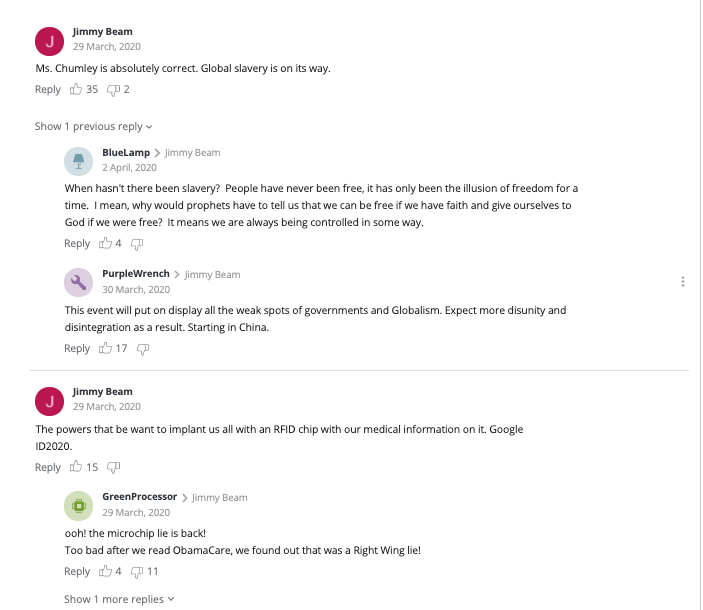 J
Jimmy Beam
29 March, 2020
Ms. Chumley is absolutely correct. Global slavery is on its way.
Reply 35 2
Show 1 previous reply
BlueLamp Jimmy Beam
2 April, 2020
When hasn't there been slavery?  People have never been free, it has only been the illusion of freedom for a
time.  I mean, why would prophets have to tell us that we can be free if we have faith and give ourselves to
God if we were free?  It means we are always being controlled in some way.
Reply 4
PurpleWrench Jimmy Beam
30 March, 2020
This event will put on display all the weak spots of governments and Globalism. Expect more disunity and
disintegration as a result. Starting in China.
Reply 17
J
Jimmy Beam
29 March, 2020
The powers that be want to implant us all with an RFID chip with our medical information on it. Google
ID2020.
Reply 15
GreenProcessor Jimmy Beam
29 March, 2020
ooh! the microchip lie is back!
Too bad after we read ObamaCare, we found out that was a Right Wing lie!
Reply 4 11
Show 1 more replies